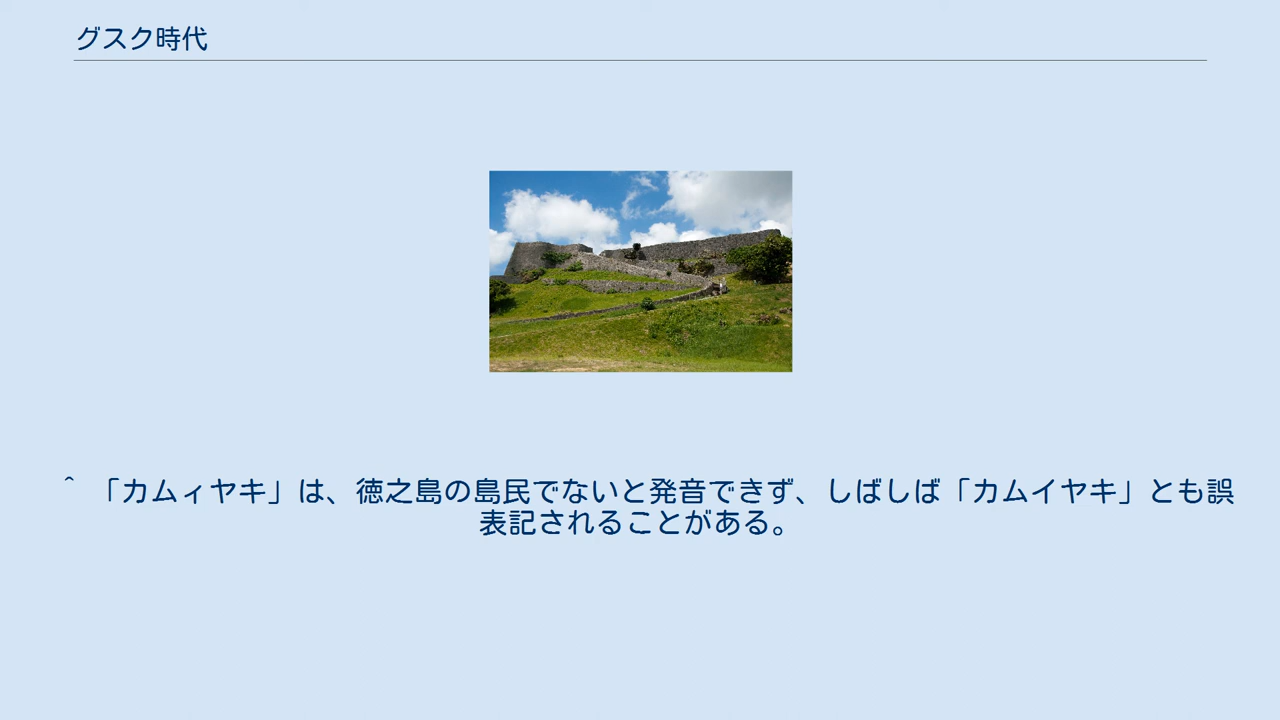 グスク時代
^ 「カムィヤキ」は、徳之島の島民でないと発音できず、しばしば「カムイヤキ」とも誤
表記されることがある。